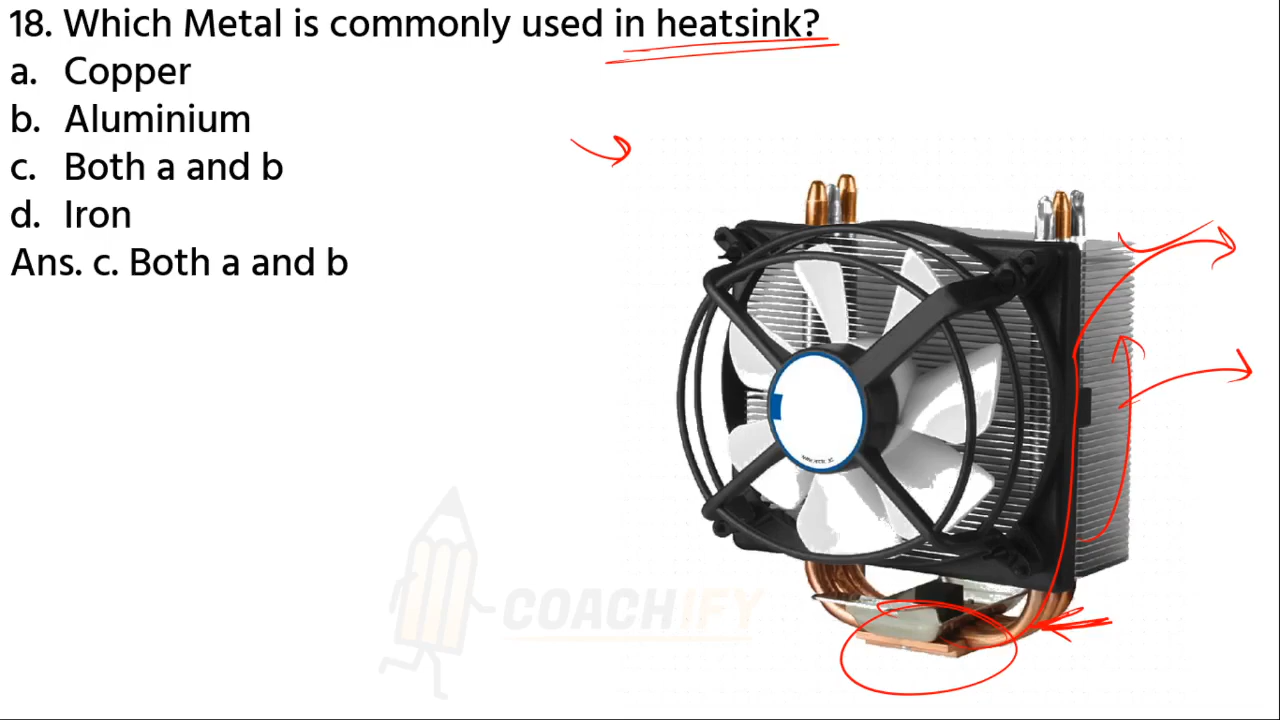 18. Which Metal is commonly used in heatsink?
a. Copper
b. Aluminium
c. Both a and b
d. Iron
Ans. c. Both a and b
COACHIFY